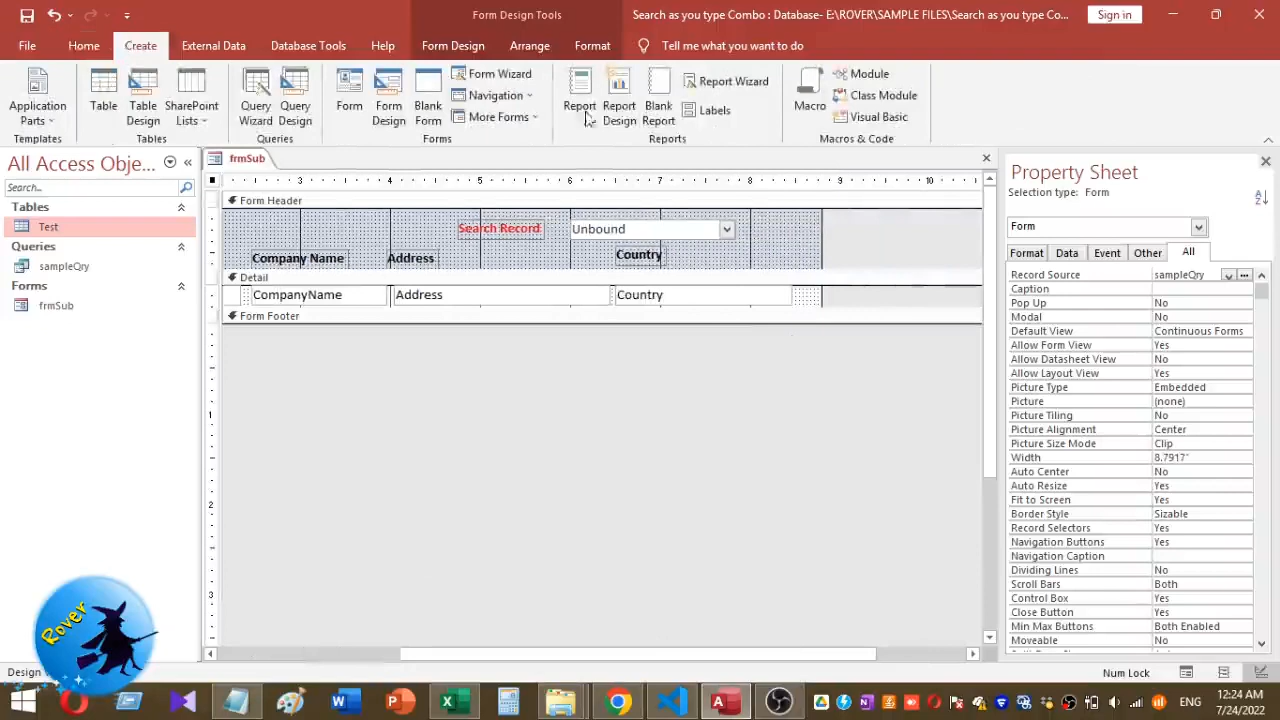 Form Design Tools
Search as you type Combo : Database- E:\ROVER\SAMPLE FILES\Search as you type Co...
Sign in
File
Home
Create
External Data
Database Tools
Help
Form Design
Arrange
Format
Tell me what you want to do
Application Parts
Table
Table Design
SharePoint Lists
Query Wizard
Query Design
Form
Form Design
Blank Form
Form Wizard
Navigation
More Forms
Report
Report Design
Blank Report
Report Wizard
Labels
Macro
Module
Class Module
Visual Basic
Templates
Tables
Queries
Forms
Reports
Macros & Code
All Access Obje...
Search...
Tables
Test
Queries
sampleQry
Forms
frmSub
frmSub
3 4 5 6 7 8 9 10
Form Header
Search Record
Unbound
Company Name
Address
Country
Detail
CompanyName
Address
Country
Form Footer
1
2
3
Property Sheet
Selection type: Form
Form
Format
Data
Event
Other
All
Record Source sampleQry
Caption
Pop Up No
Modal No
Default View Continuous Forms
Allow Form View Yes
Allow Datasheet View No
Allow Layout View Yes
Picture Type Embedded
Picture (none)
Picture Tiling No
Picture Alignment Center
Picture Size Mode Clip
Width 8.7917"
Auto Center No
Auto Resize Yes
Fit to Screen Yes
Border Style Sizable
Record Selectors Yes
Navigation Buttons Yes
Navigation Caption
Dividing Lines No
Scroll Bars Both
Control Box Yes
Close Button Yes
Min Max Buttons Both Enabled
Moveable No
Rover
Design
Num Lock
ENG
12:24 AM
7/24/2022